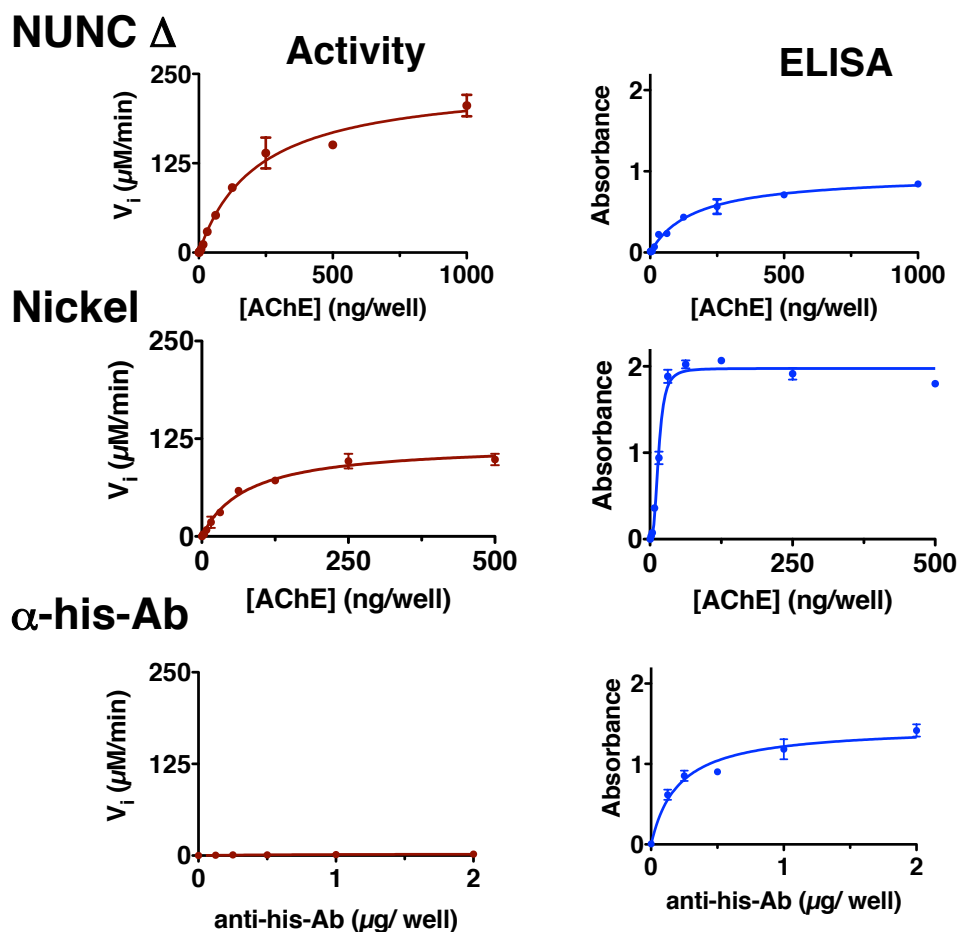 NUNC Δ
Activity
ELISA
250
125
0
V_i (µM/min)
0 500 1000
[AChE] (ng/well)
2
1
0
Absorbance
0 500 1000
[AChE] (ng/well)
Nickel
250
125
0
V_i (µM/min)
0 250 500
[AChE] (ng/well)
2
1
0
Absorbance
0 250 500
[AChE] (ng/well)
α-his-Ab
250
125
0
V_i (µM/min)
0 1 2
anti-his-Ab (µg/ well)
2
1
0
Absorbance
0 1 2
anti-his-Ab (µg/ well)